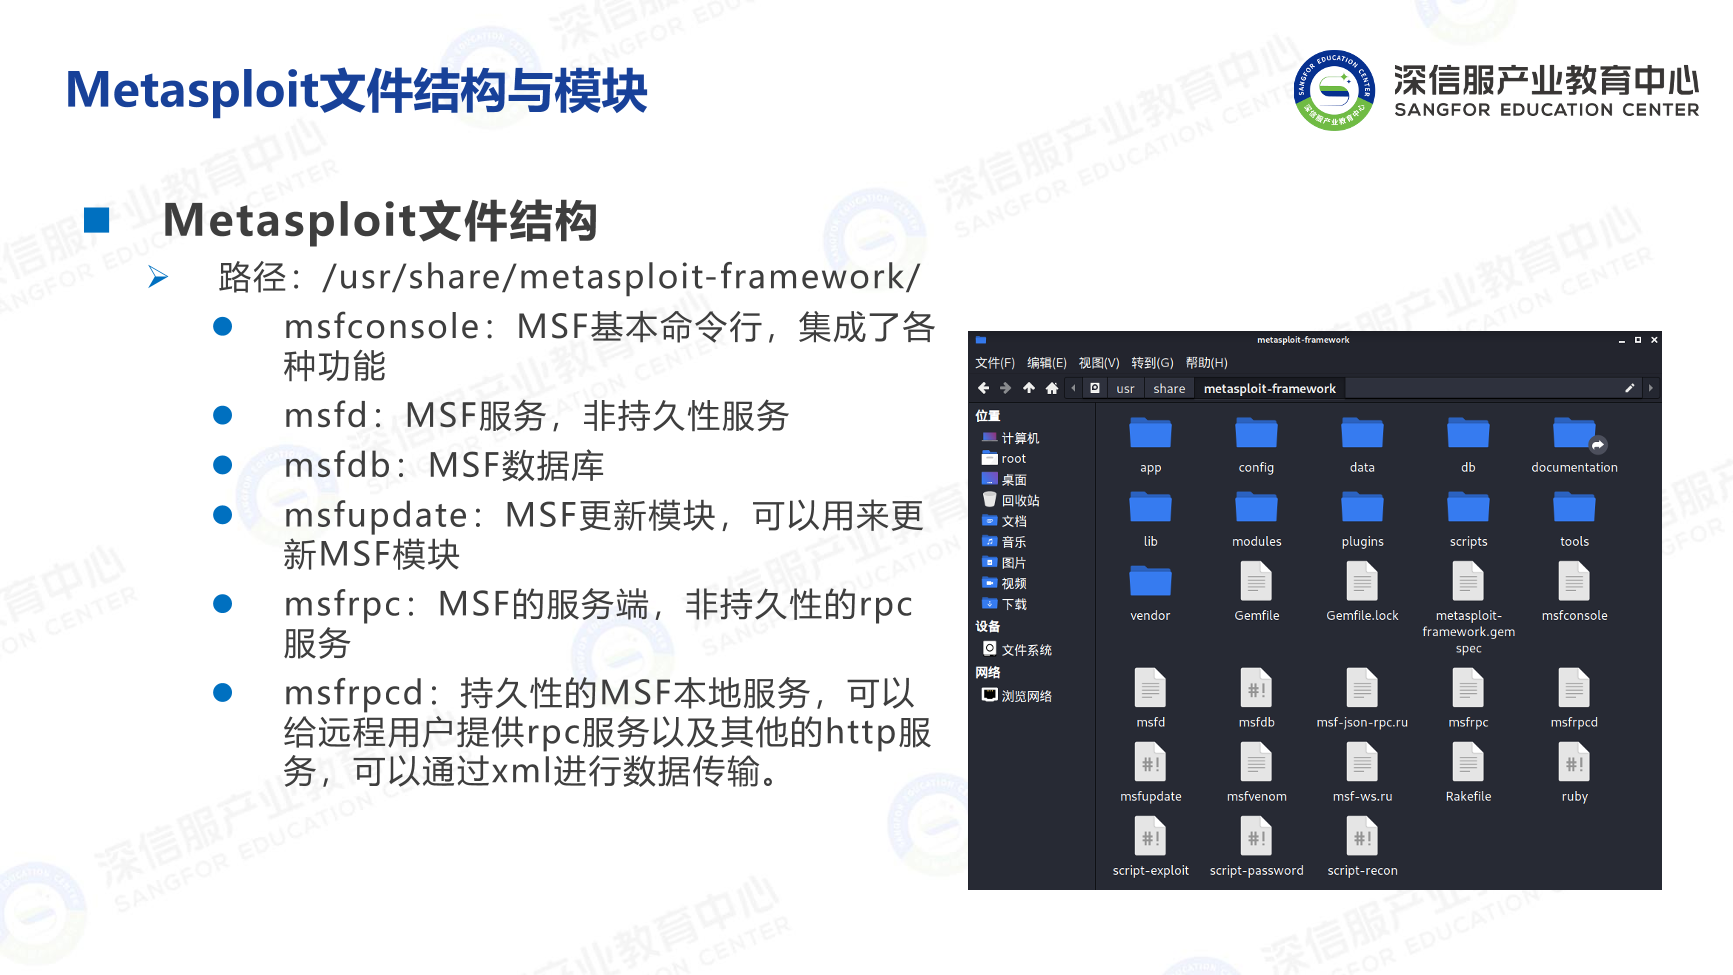 Metasploit文件结构与模块
深信服产业教育中心
SANGFOR EDUCATION CENTER
Metasploit文件结构
路径：/usr/share/metasploit-framework/
msfconsole：MSF基本命令行，集成了各
种功能
msfd：MSF服务，非持久性服务
msfdb：MSF数据库
msfupdate：MSF更新模块，可以用来更
新MSF模块
msfrpc：MSF的服务端，非持久性的rpc
服务
msfrpcd：持久性的MSF本地服务，可以
给远程用户提供rpc服务以及其他的http服
务，可以通过xml进行数据传输。
metasploit-framework
文件(F) 编辑(E) 视图(V) 转到(G) 帮助(H)
usr share metasploit-framework
位置
计算机
root
桌面
回收站
文档
音乐
图片
视频
下载
设备
文件系统
网络
浏览网络
app config data db documentation
lib modules plugins scripts tools
vendor Gemfile Gemfile.lock metasploit-framework.gemspec msfconsole
msfd msfdb msf-json-rpc.ru msfrpc msfrpcd
msfupdate msfvenom msf-ws.ru Rakefile ruby
script-exploit script-password script-recon